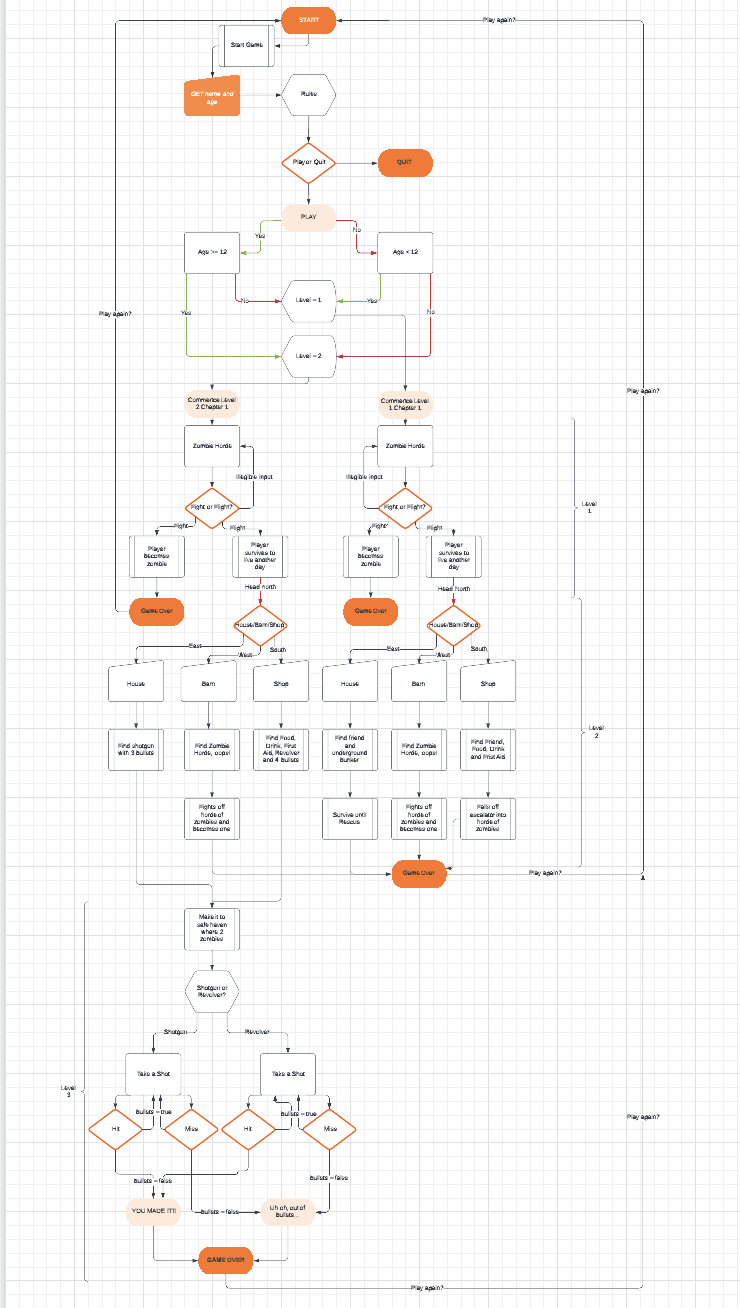 START
Play again?
Start Game
GET name and
age
Rules
Play or Quit
QUIT
PLAY
Yes
No
Age >= 12
Age < 12
No
Level = 1
Yes
Play again?
Yes
No
Level = 2
Play again?
Commence Level
2 Chapter 1
Commence Level
1 Chapter 1
Zombie Horde
Zombie Horde
Illegible input
Illegible input
Fight or Flight?
Fight or Flight?
Level
1
Fight
Flight
Fight
Flight
Player
becomes
zombie
Player
survives to
live another
day
Player
becomes
zombie
Player
survives to
live another
day
Head North
Head North
Game Over
Game Over
House/Barn/Shop
House/Barn/Shop
East
West
South
East
West
South
House
Barn
Shop
House
Barn
Shop
Level
2
Find shotgun
with 3 bullets
Find Zombie
Horde, oops!
Find Food,
Drink, First
Aid, Revolver
and 4 bullets
Find friend
and
underground
bunker
Find Zombie
Horde, oops!
Find Friend,
Food, Drink
and Frist Aid
Fights off
horde of
zombies and
becomes one
Survive until
Rescue
Fights off
horde of
zombies and
becomes one
Falls off
escalator into
horde of
zombies
Game Over
Play again?
Make it to
safe haven
where 2
zombies
Shotgun or
Revolver?
Shotgun
Revolver
Take a Shot
Take a Shot
Level
3
bullets = true
bullets = true
Hit
Miss
Hit
Miss
Play again?
bullets = false
bullets = false
YOU MADE IT!!
bullets = false
Uh oh, out of
bullets...
GAME OVER
Play again?